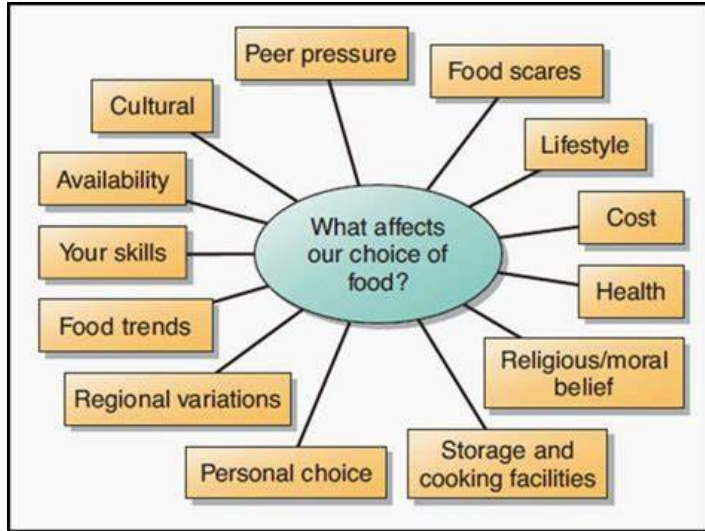 Peer pressure
Food scares
Cultural
Lifestyle
Availability
Cost
What affects
our choice of
food?
Your skills
Health
Food trends
Religious/moral
belief
Regional variations
Storage and
cooking facilities
Personal choice